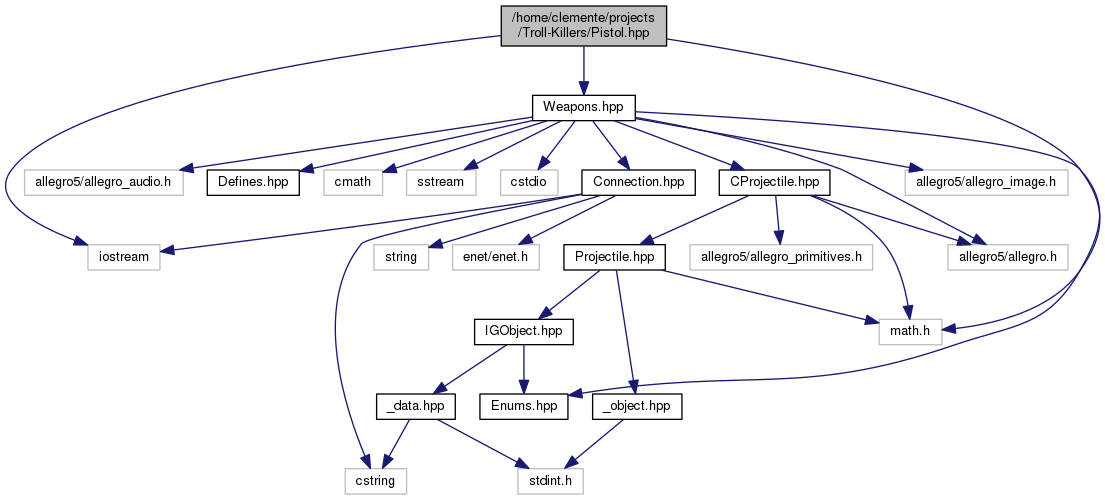 /home/clemente/projects
/Troll-Killers/Pistol.hpp
Weapons.hpp
allegro5/allegro_audio.h
Defines.hpp
cmath
sstream
cstdio
Connection.hpp
CProjectile.hpp
allegro5/allegro_image.h
iostream
string
enet/enet.h
Projectile.hpp
allegro5/allegro_primitives.h
allegro5/allegro.h
IGObject.hpp
math.h
_data.hpp
Enums.hpp
_object.hpp
cstring
stdint.h